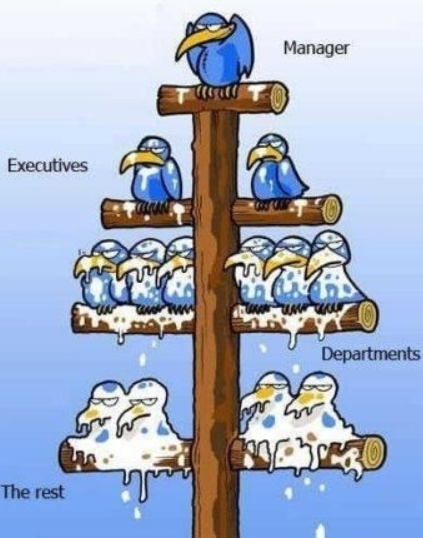 Manager
Executives
Departments
The rest